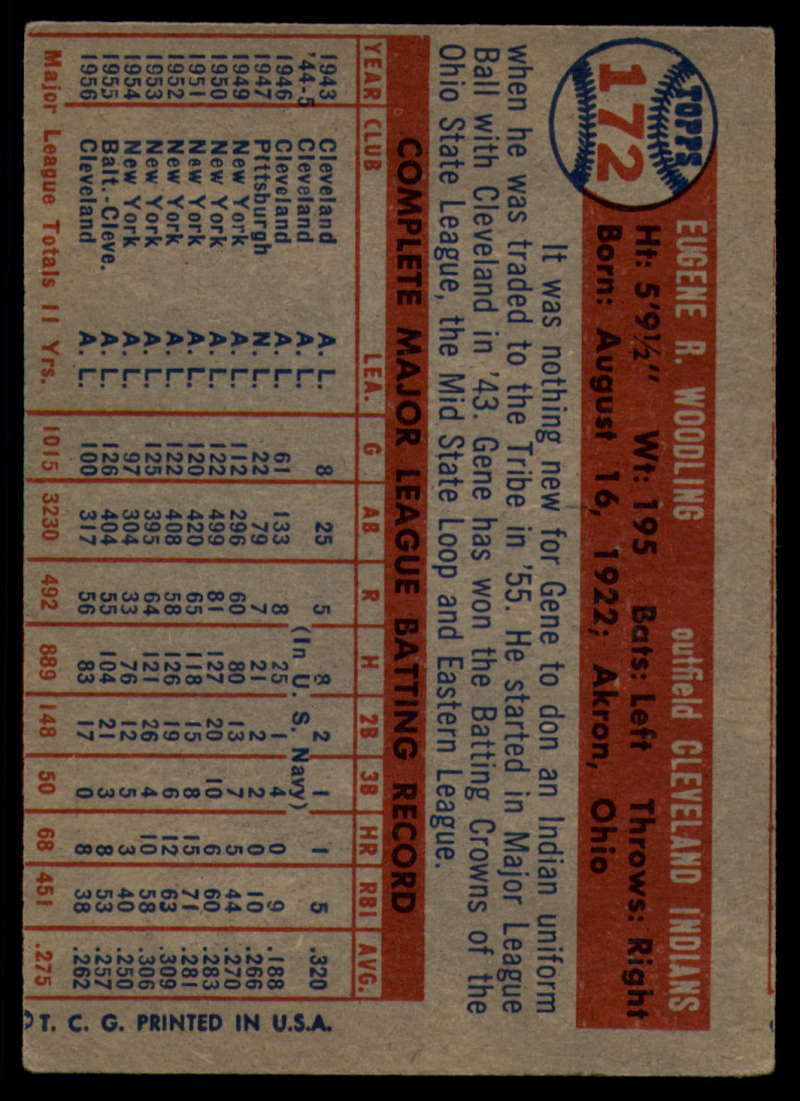 TOPPS
172
EUGENE R. WOODLING outfield CLEVELAND INDIANS
Ht: 5'9½" Wt: 195 Bats: Left Throws: Right
Born: August 16, 1922; Akron, Ohio
It was nothing new for Gene to don an Indian uniform
when he was traded to the Tribe in '55. He started in Major League
Ball with Cleveland in '43. Gene has won the Batting Crowns of the
Ohio State League, the Mid State Loop and Eastern League.
COMPLETE MAJOR LEAGUE BATTING RECORD
YEAR CLUB LEA. G AB R H 2B 3B HR RBI AVG.
1943 Cleveland A. L. 8 25 5 8 2 1 1 5 .320
'44-5 Cleveland A. L. (In U. S. Navy)
1946 Cleveland A. L. 61 133 8 25 1 4 0 9 .188
1947 Pittsburgh N. L. 22 79 7 21 2 2 0 10 .266
1949 New York A. L. 112 296 60 80 13 7 5 44 .270
1950 New York A. L. 122 499 81 127 20 10 6 60 .283
1951 New York A. L. 120 420 65 118 15 8 15 71 .281
1952 New York A. L. 122 408 58 126 19 6 12 63 .309
1953 New York A. L. 125 395 64 121 26 4 10 58 .306
1954 New York A. L. 97 304 33 76 12 5 3 40 .250
1955 Balt.-Cleve. A. L. 126 404 55 104 21 3 8 53 .257
1956 Cleveland A. L. 100 317 56 83 17 0 8 38 .262
Major League Totals 11 Yrs. 1015 3230 492 889 148 50 68 451 .275
T. C. G. PRINTED IN U.S.A.